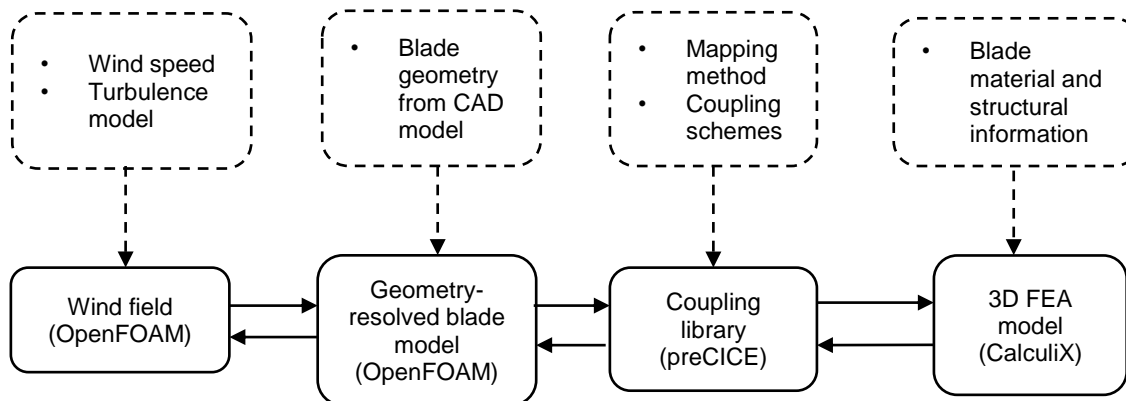 • Wind speed
• Turbulence
model
• Blade
geometry
from CAD
model
• Mapping
method
• Coupling
schemes
• Blade
material and
structural
information
Wind field
(OpenFOAM)
Geometry-
resolved blade
model
(OpenFOAM)
Coupling
library
(preCICE)
3D FEA
model
(CalculiX)